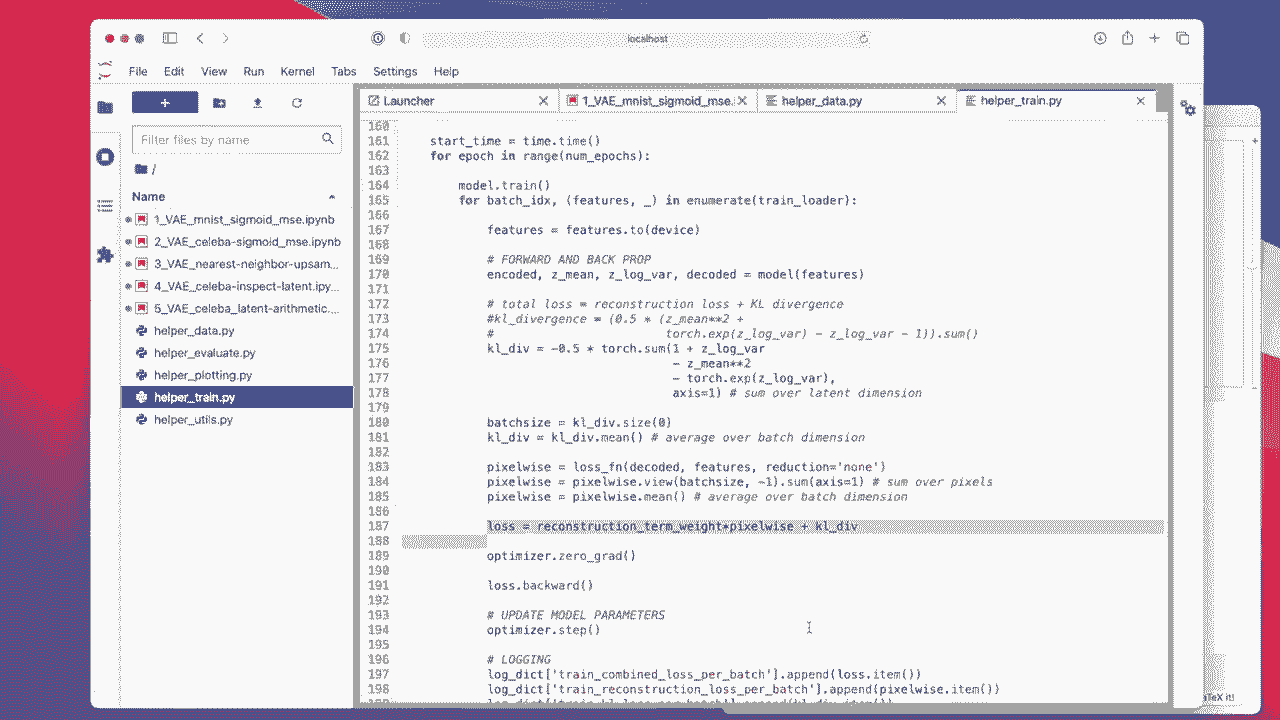 localhost
File Edit View Run Kernel Tabs Settings Help
+
Filter files by name
/
Name
1_VAE_mnist_sigmoid_mse.ipynb
2_VAE_celeba-sigmoid_mse.ipynb
3_VAE_nearest-neighbor-upsam...
4_VAE_celeba-inspect-latent.ipy...
5_VAE_celeba_latent-arithmetic....
helper_data.py
helper_evaluate.py
helper_plotting.py
helper_train.py
helper_utils.py
Launcher
1_VAE_mnist_sigmoid_mse.
helper_data.py
helper_train.py
160
161 start_time = time.time()
162 for epoch in range(num_epochs):
163
164 model.train()
165 for batch_idx, (features, _) in enumerate(train_loader):
166
167 features = features.to(device)
168
169 # FORWARD AND BACK PROP
170 encoded, z_mean, z_log_var, decoded = model(features)
171
172 # total loss = reconstruction loss + KL divergence
173 #kl_divergence = (0.5 * (z_mean**2 +
174 # torch.exp(z_log_var) - z_log_var - 1)).sum()
175 kl_div = -0.5 * torch.sum(1 + z_log_var
176 - z_mean**2
177 - torch.exp(z_log_var),
178 axis=1) # sum over latent dimension
179
180 batchsize = kl_div.size(0)
181 kl_div = kl_div.mean() # average over batch dimension
182
183 pixelwise = loss_fn(decoded, features, reduction='none')
184 pixelwise = pixelwise.view(batchsize, -1).sum(axis=1) # sum over pixels
185 pixelwise = pixelwise.mean() # average over batch dimension
186
187 loss = reconstruction_term_weight*pixelwise + kl_div
188
189 optimizer.zero_grad()
190
191 loss.backward()
192
193 # UPDATE MODEL PARAMETERS
194 optimizer.step()
195
196 # LOGGING
197 log_dict['train_combined_loss_per_batch'].append(loss.item())
198 log_dict['train_reconstruction_loss_per_batch'].append(pixelwise.item())
TeX it!